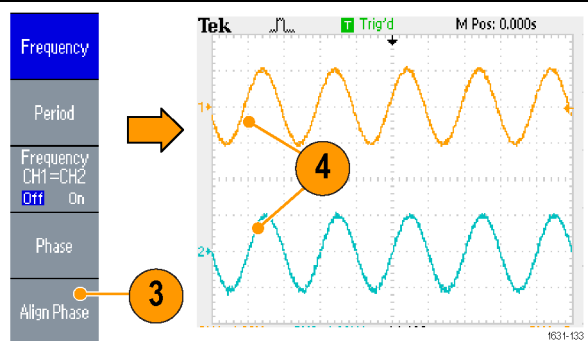 Frequency
Period
Frequency
CH1=CH2
Off On
Phase
Align Phase
3
Tek
T Trig'd
M Pos: 0.000s
1
4
2
1631-133